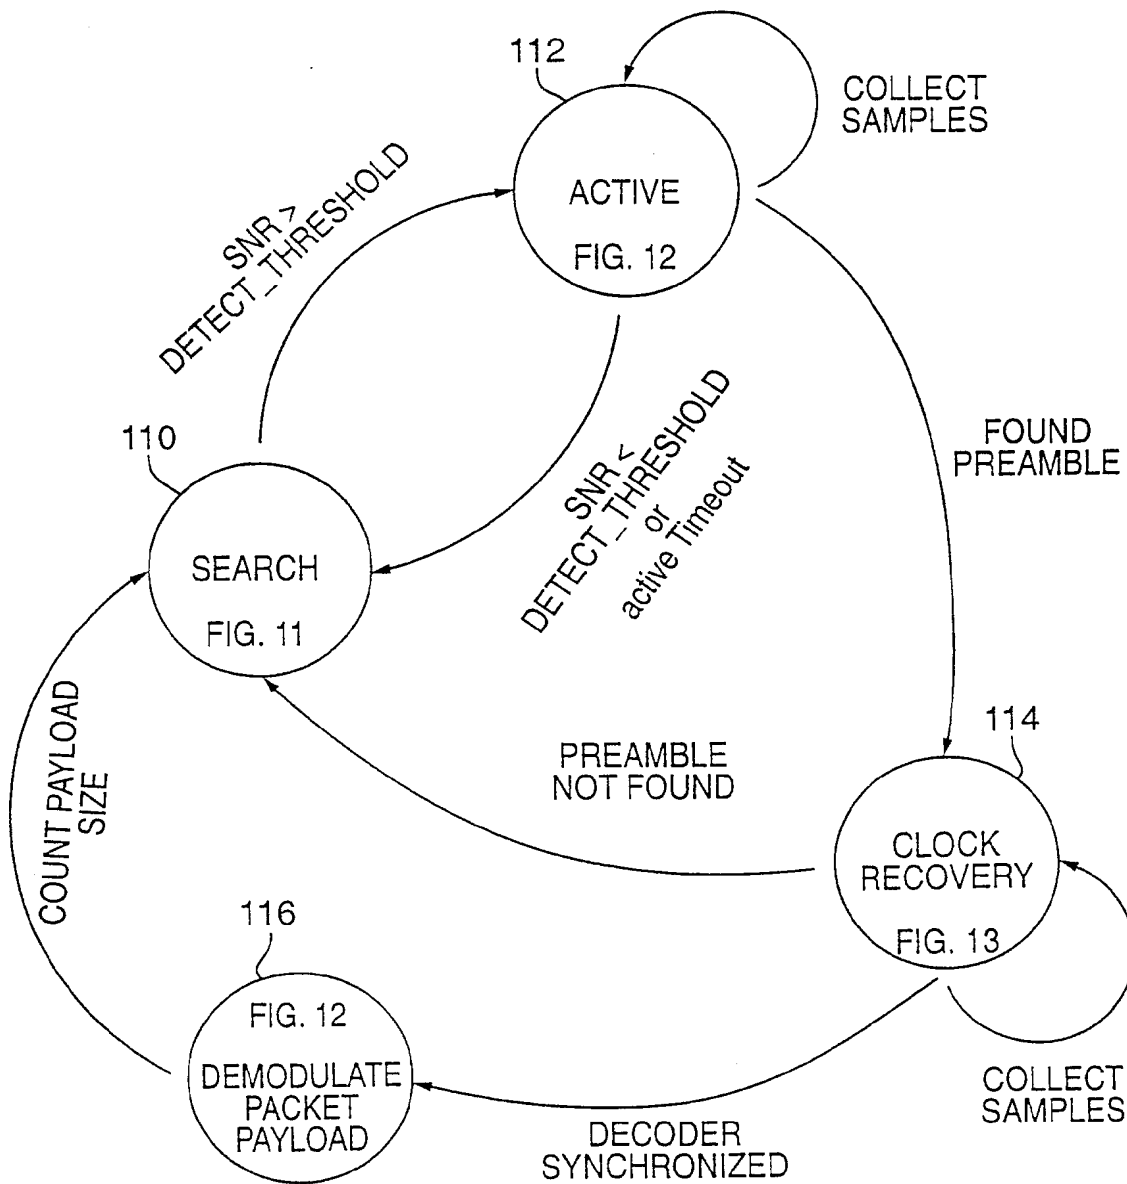 112
COLLECT
SAMPLES
ACTIVE
FIG. 12
SNR >
DETECT_THRESHOLD
SNR <
DETECT_THRESHOLD
or
active Timeout
FOUND
PREAMBLE
110
SEARCH
FIG. 11
PREAMBLE
NOT FOUND
114
CLOCK
RECOVERY
FIG. 13
COLLECT
SAMPLES
COUNT PAYLOAD
SIZE
116
FIG. 12
DEMODULATE
PACKET
PAYLOAD
DECODER
SYNCHRONIZED